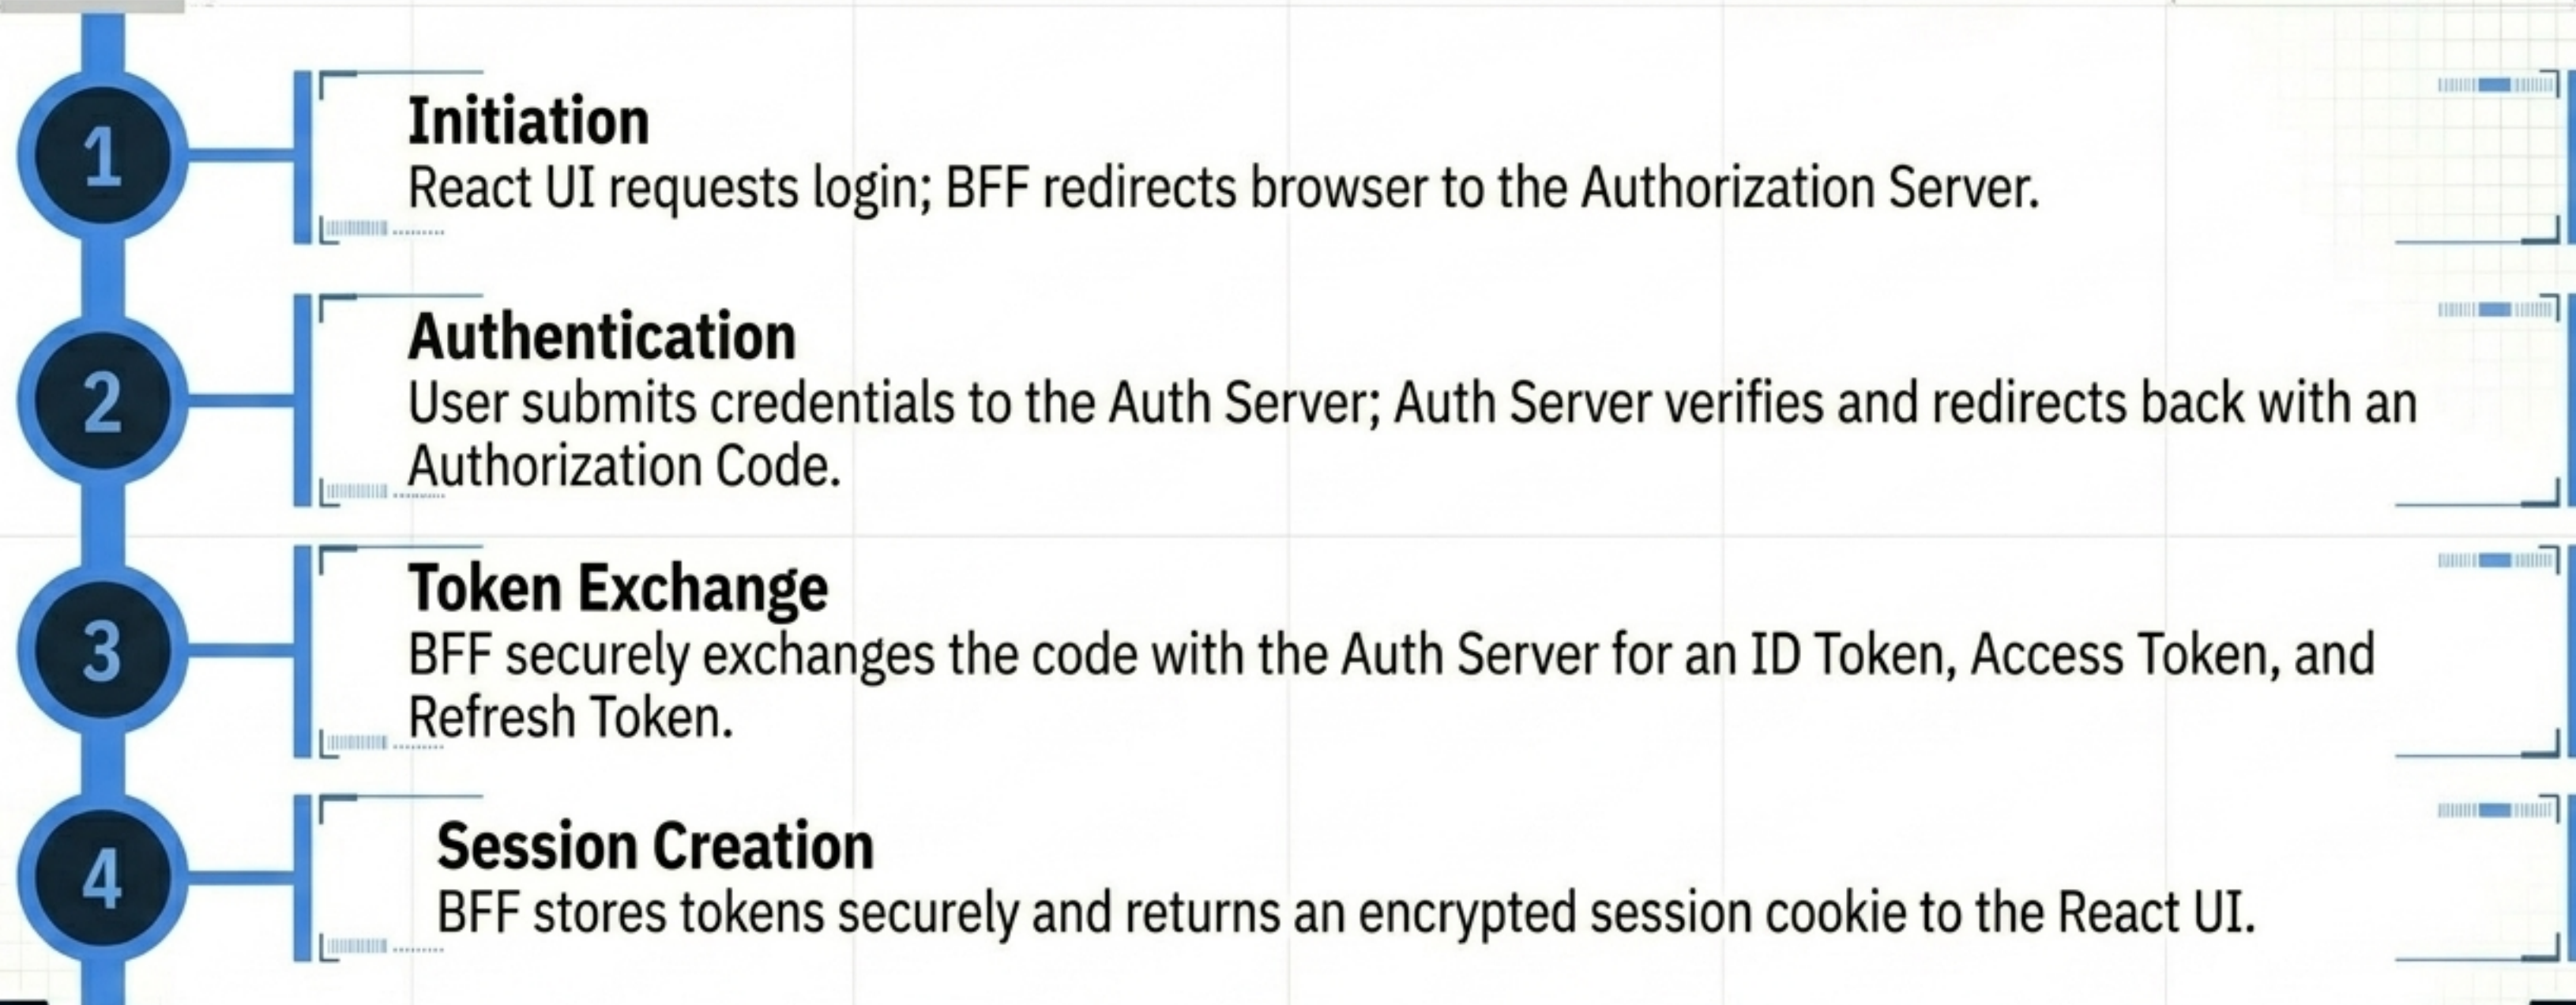 1
Initiation
React UI requests login; BFF redirects browser to the Authorization Server.
2
Authentication
User submits credentials to the Auth Server; Auth Server verifies and redirects back with an
Authorization Code.
3
Token Exchange
BFF securely exchanges the code with the Auth Server for an ID Token, Access Token, and
Refresh Token.
4
Session Creation
BFF stores tokens securely and returns an encrypted session cookie to the React UI.